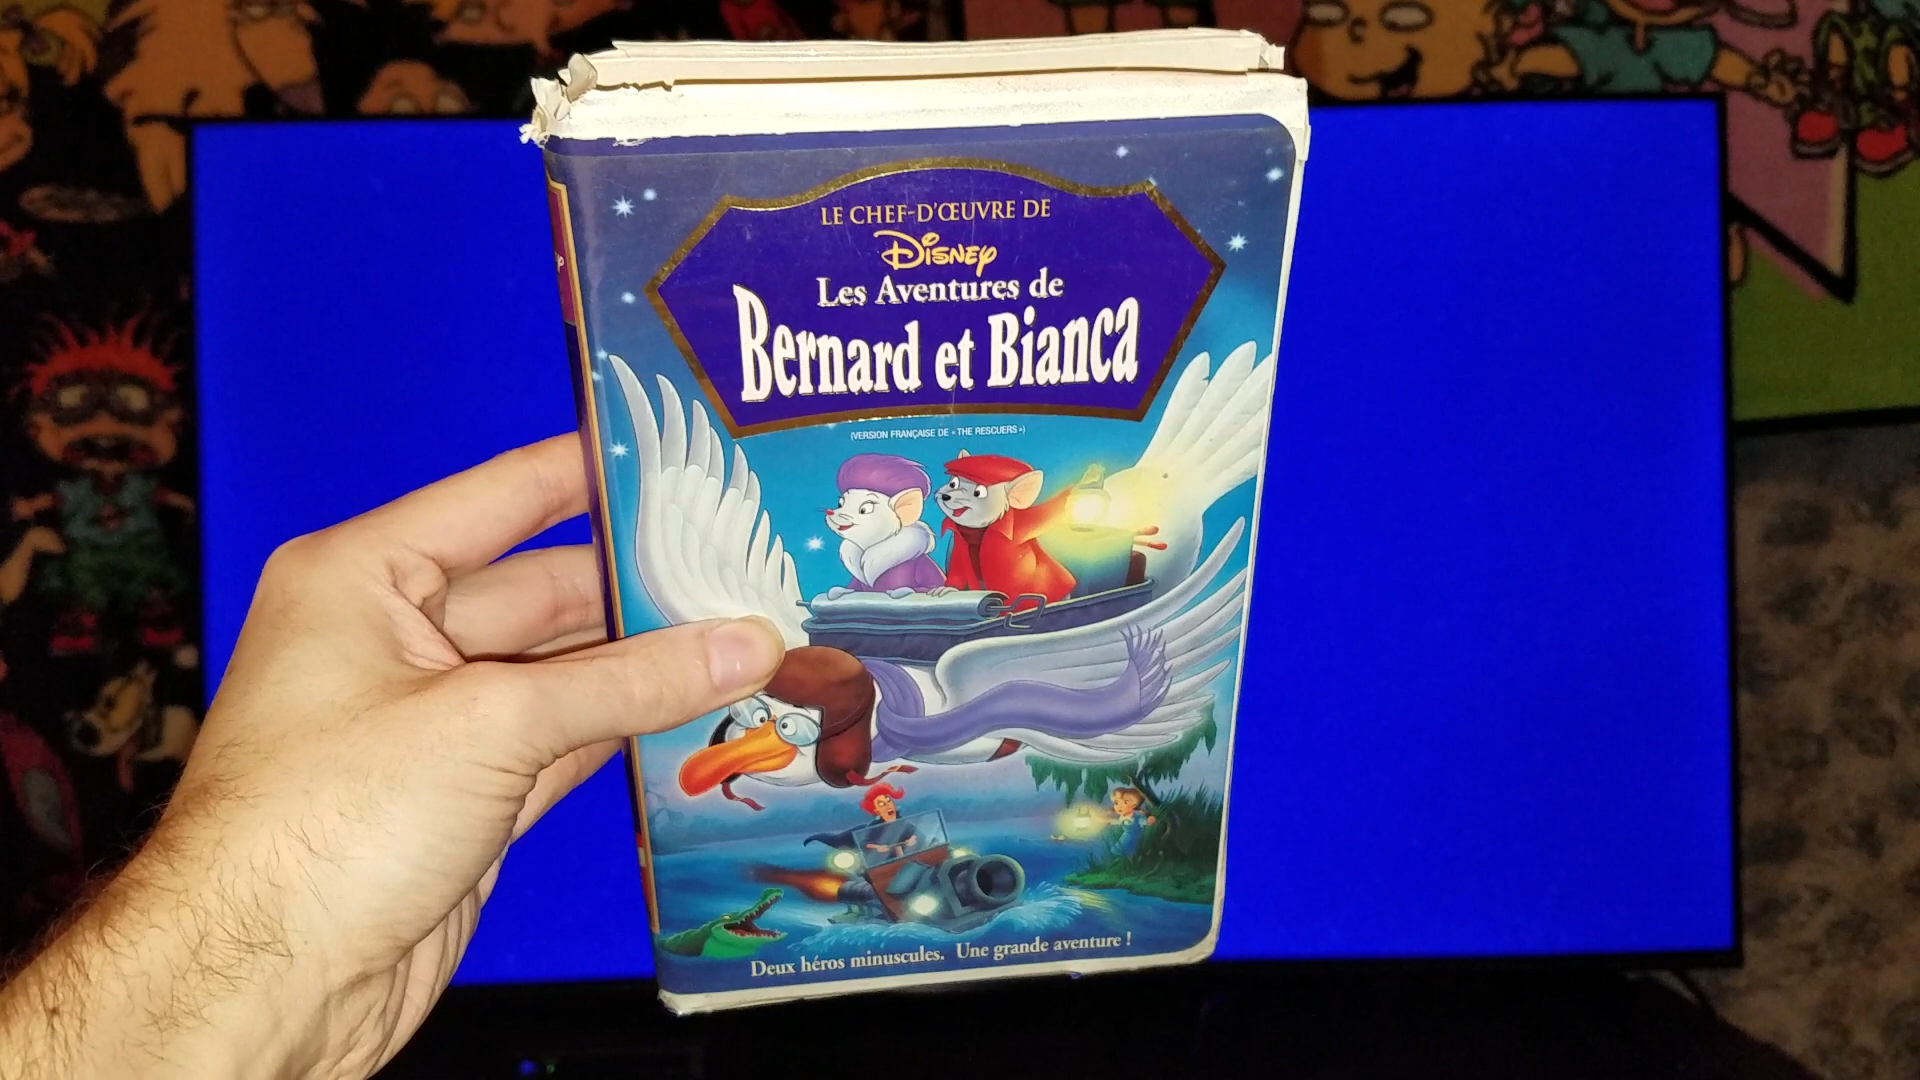 LE CHEF-D'ŒUVRE DE
Disney
Les Aventures de
Bernard et Bianca
(VERSION FRANÇAISE DE «THE RESCUERS»)
Deux héros minuscules. Une grande aventure !